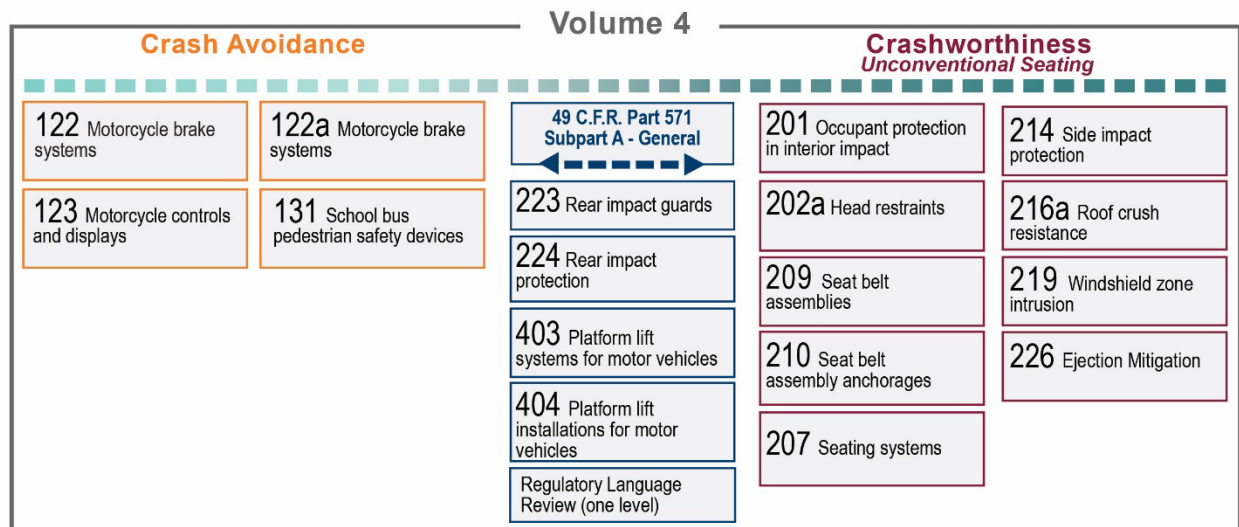 Volume 4
Crash Avoidance
Crashworthiness
Unconventional Seating
122 Motorcycle brake
systems
122a Motorcycle brake
systems
123 Motorcycle controls
and displays
131 School bus
pedestrian safety devices
49 C.F.R. Part 571
Subpart A - General
223 Rear impact guards
224 Rear impact
protection
403 Platform lift
systems for motor vehicles
404 Platform lift
installations for motor
vehicles
Regulatory Language
Review (one level)
201 Occupant protection
in interior impact
202a Head restraints
209 Seat belt
assemblies
210 Seat belt
assembly anchorages
207 Seating systems
214 Side impact
protection
216a Roof crush
resistance
219 Windshield zone
intrusion
226 Ejection Mitigation